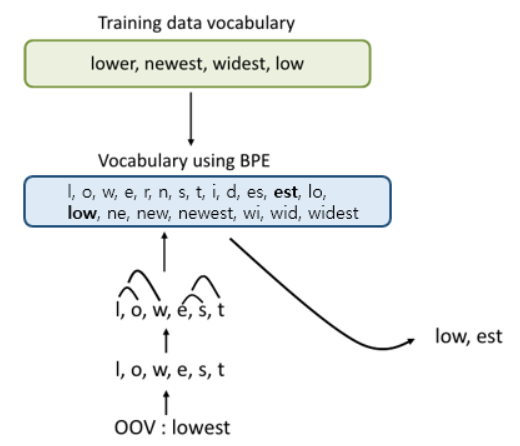 Training data vocabulary
lower, newest, widest, low
Vocabulary using BPE
l, o, w, e, r, n, s, t, i, d, es, est, lo,
low, ne, new, newest, wi, wid, widest
l, o, w, e, s, t
low, est
l, o, w, e, s, t
OOV : lowest